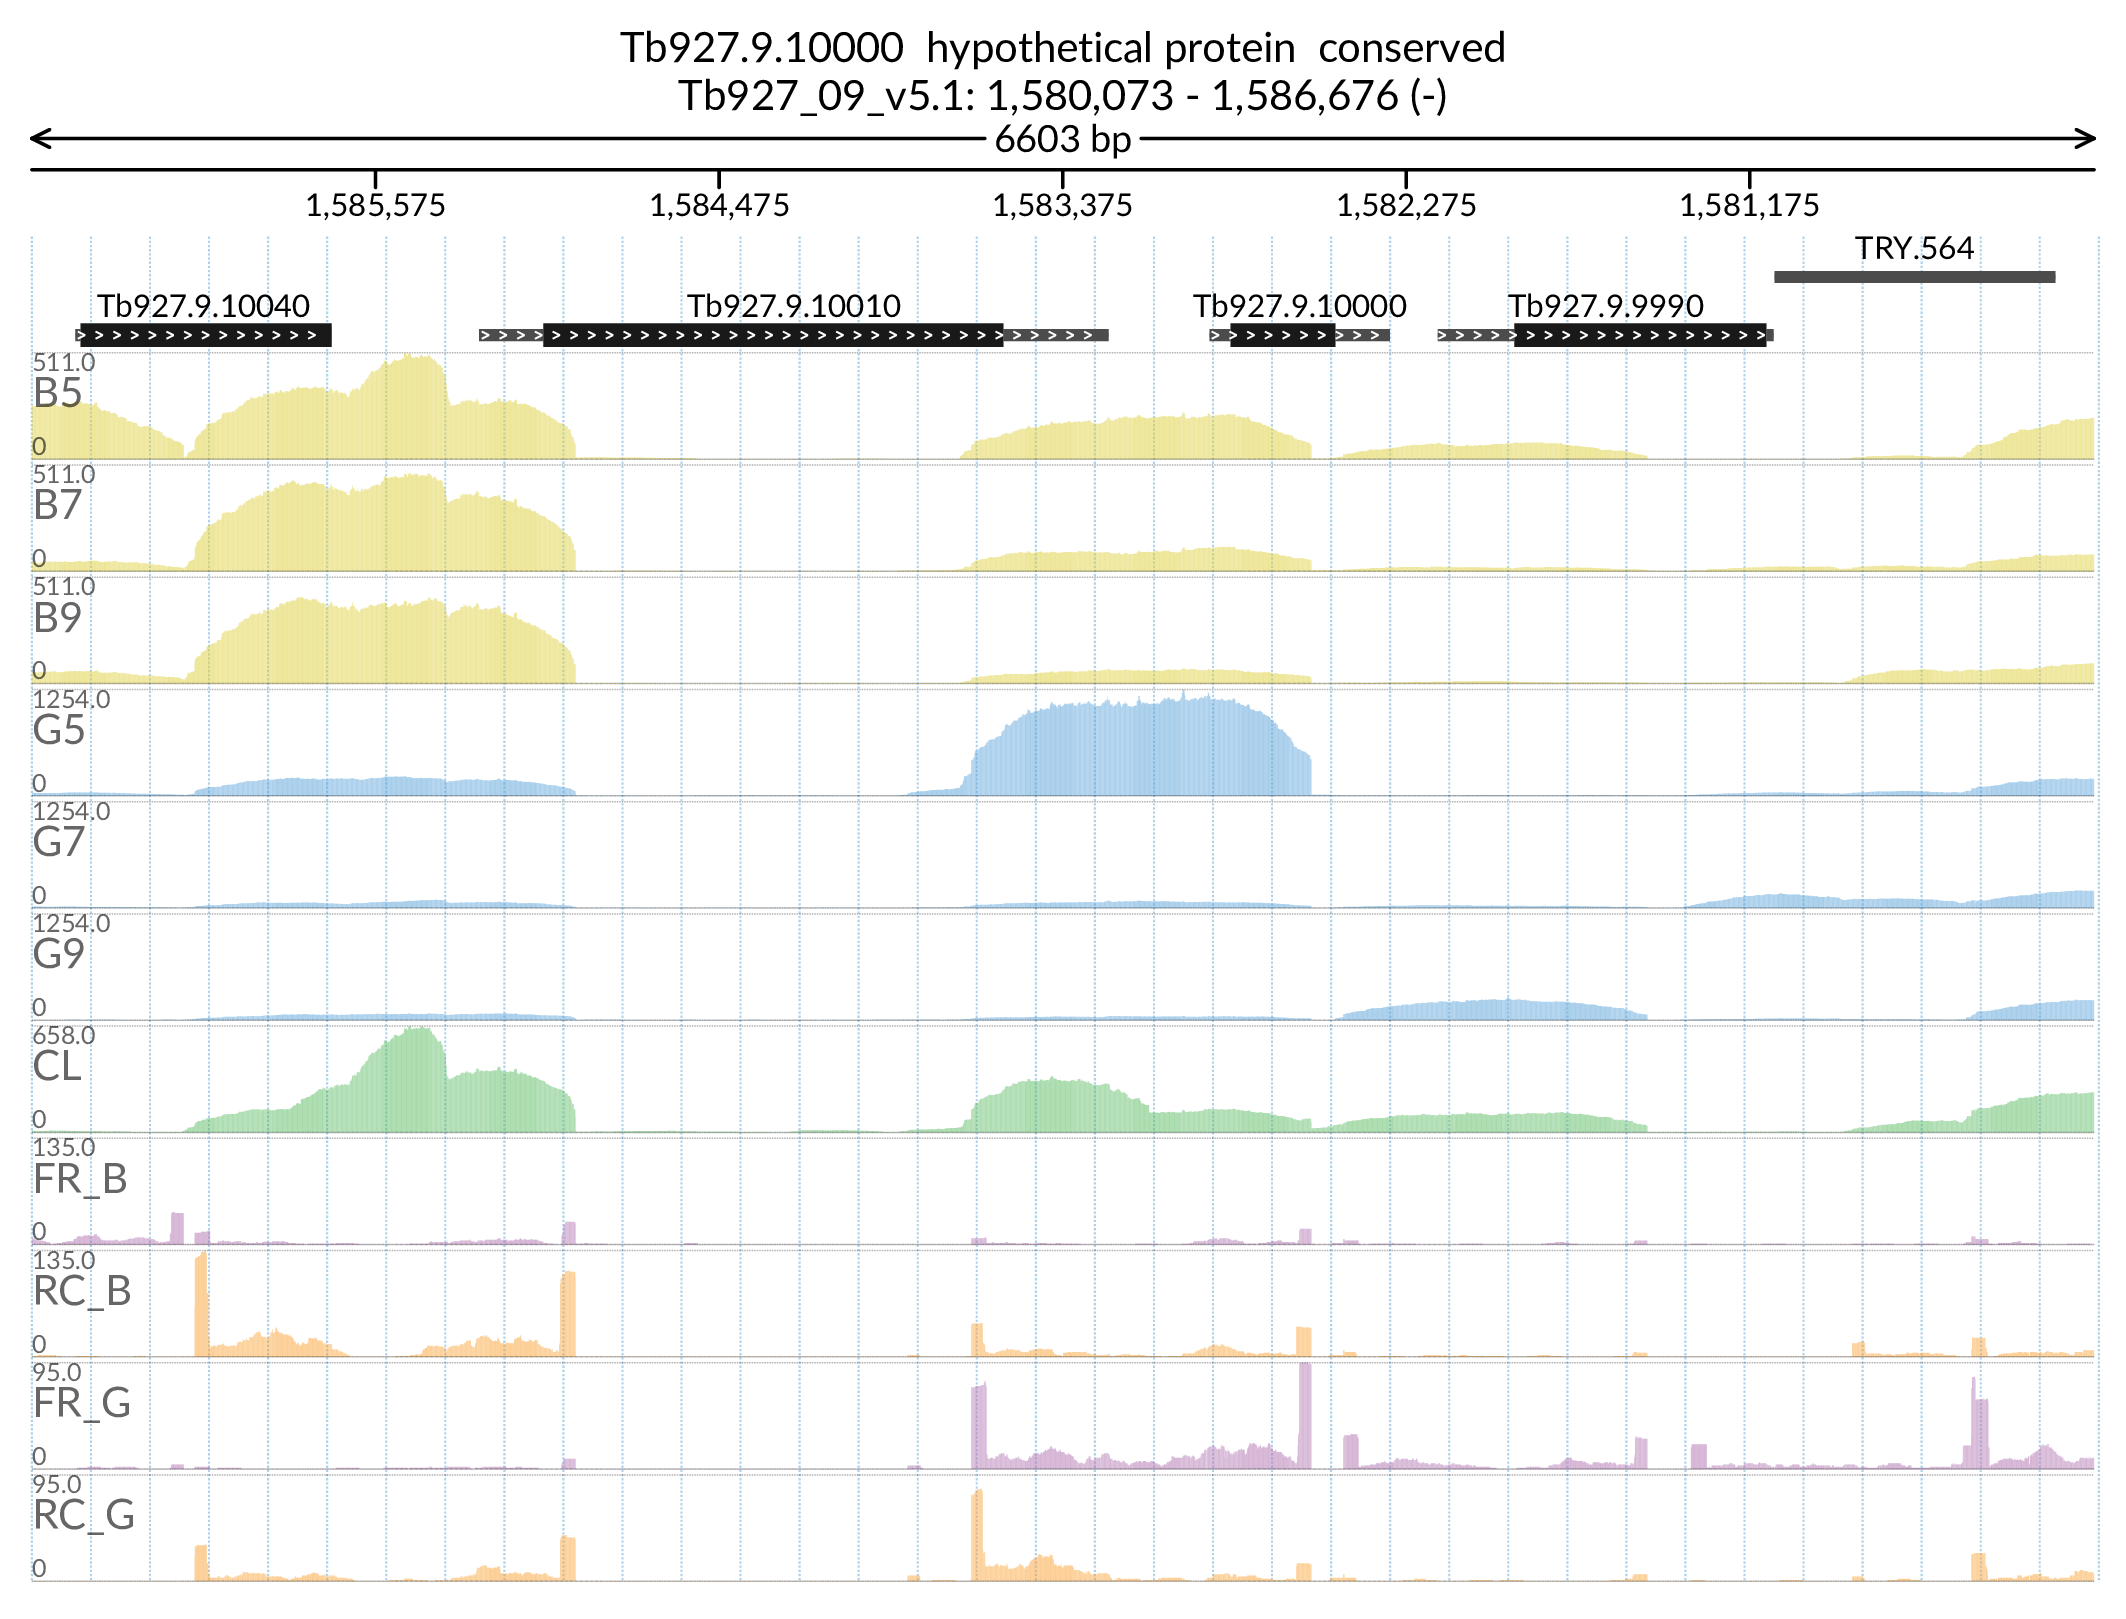 Tb927.9.10000  hypothetical protein  conserved
Tb927_09_v5.1: 1,580,073 - 1,586,676 (-)
6603 bp
1,585,575 1,584,475 1,583,375 1,582,275 1,581,175
TRY.564
Tb927.9.10040 Tb927.9.10010 Tb927.9.10000 Tb927.9.9990
511.0
B5
0
511.0
B7
0
511.0
B9
0
1254.0
G5
0
1254.0
G7
0
1254.0
G9
0
658.0
CL
0
135.0
FR_B
0
135.0
RC_B
0
95.0
FR_G
0
95.0
RC_G
0